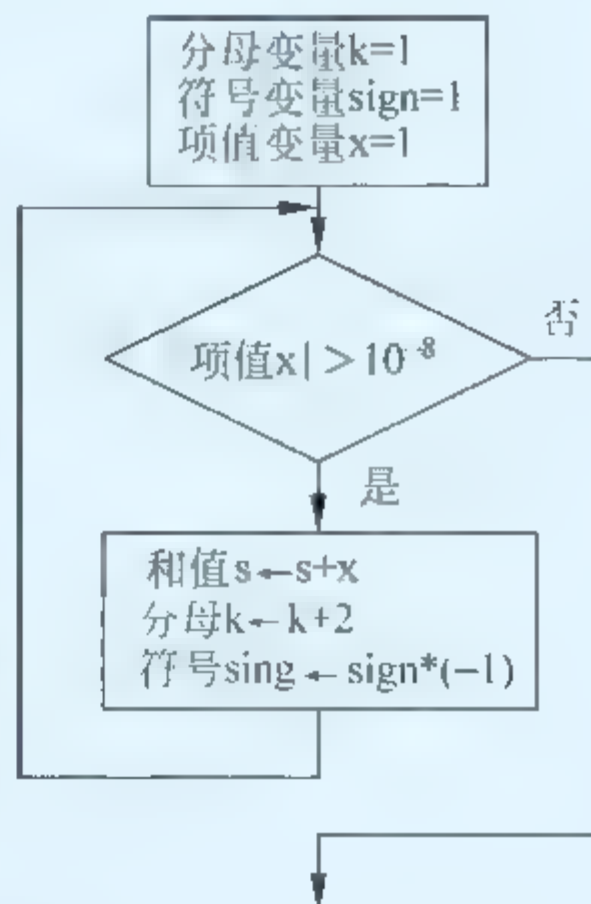 分母变量k=1
符号变量sign=1
项值变量x=1
项值x|＞10⁻⁸
否
是
和值s←s+x
分母k←k+2
符号sing←sign*(−1)